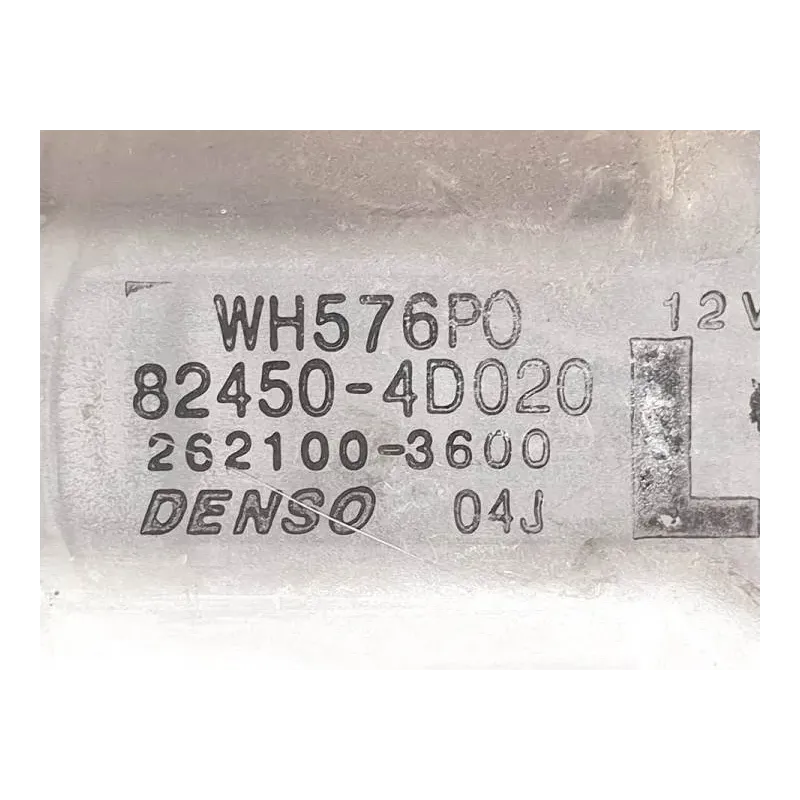 WH576P0
82450-4D020
262100-3600
DENSO 04J
12V
L